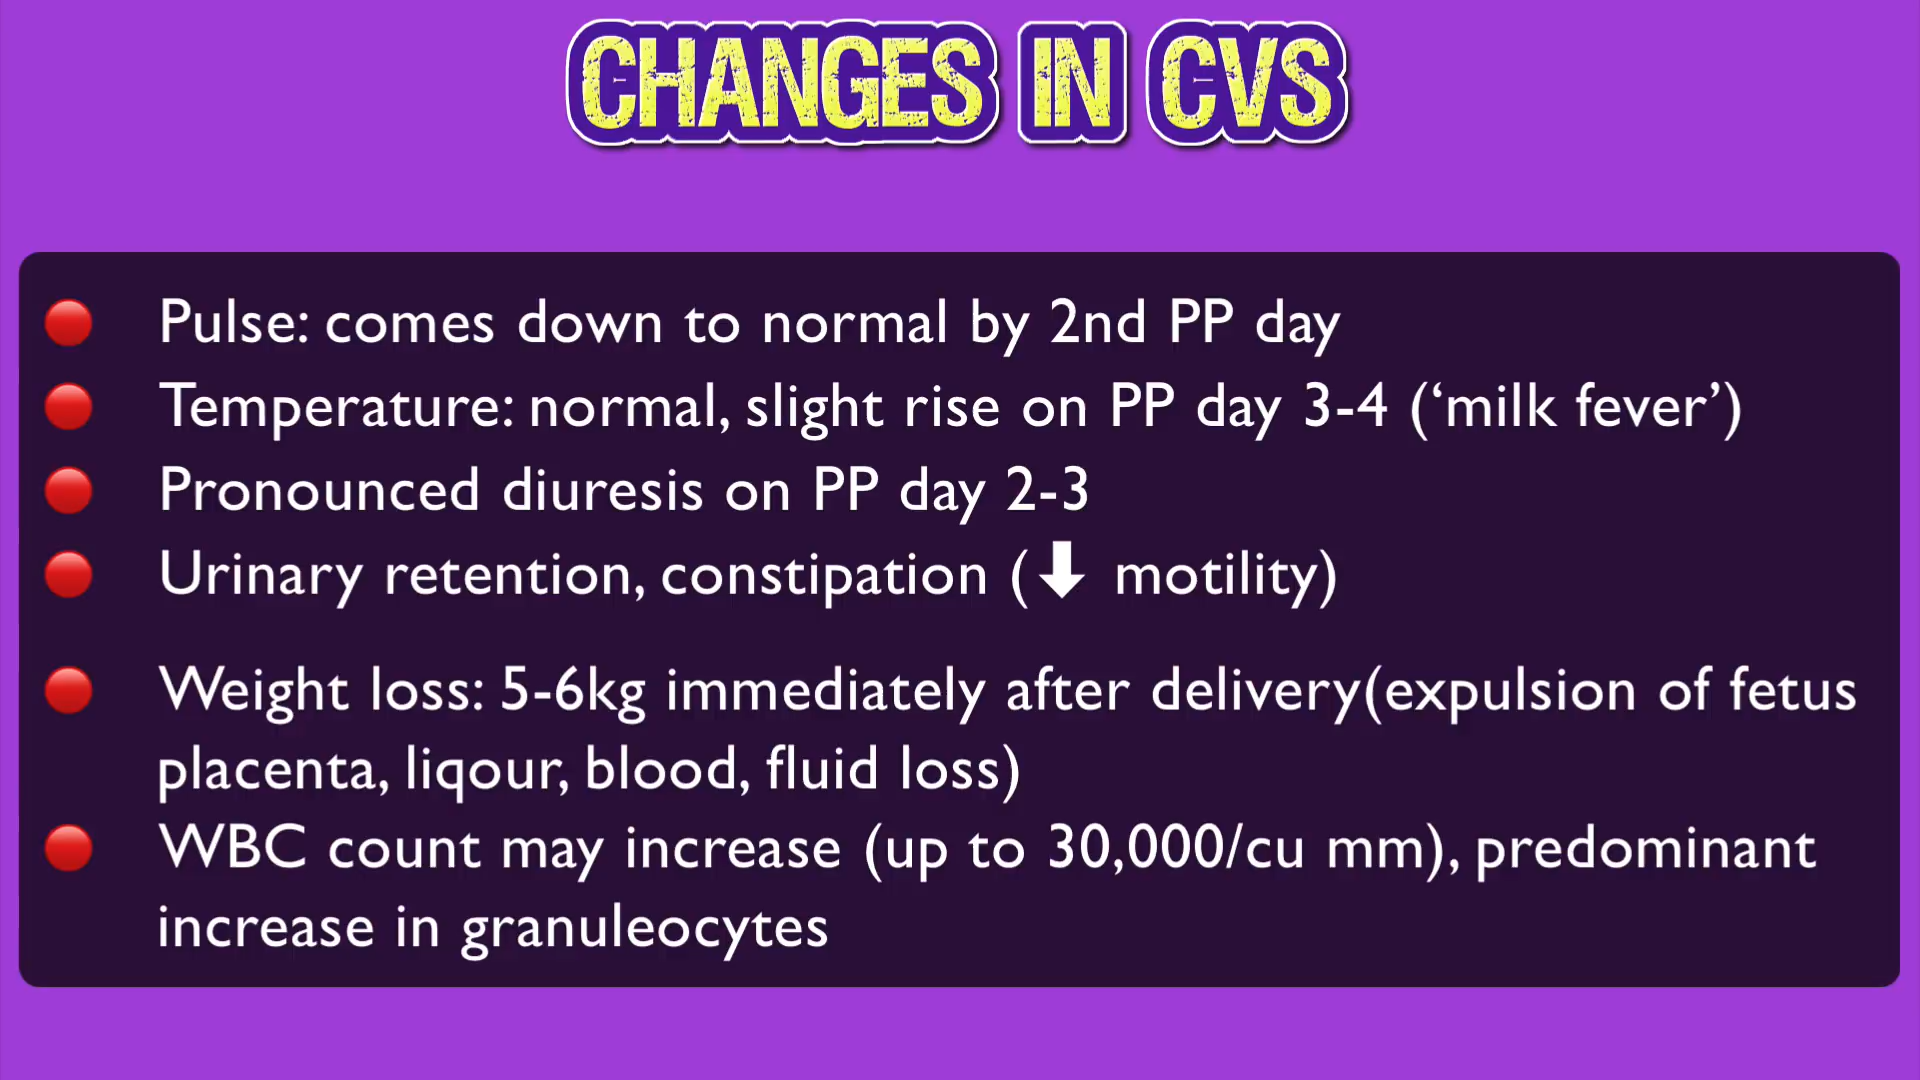 CHANGES IN CVS
Pulse: comes down to normal by 2nd PP day
Temperature: normal, slight rise on PP day 3-4 (‘milk fever’)
Pronounced diuresis on PP day 2-3
Urinary retention, constipation (⬇ motility)
Weight loss: 5-6kg immediately after delivery(expulsion of fetus
placenta, liqour, blood, fluid loss)
WBC count may increase (up to 30,000/cu mm), predominant
increase in granuleocytes